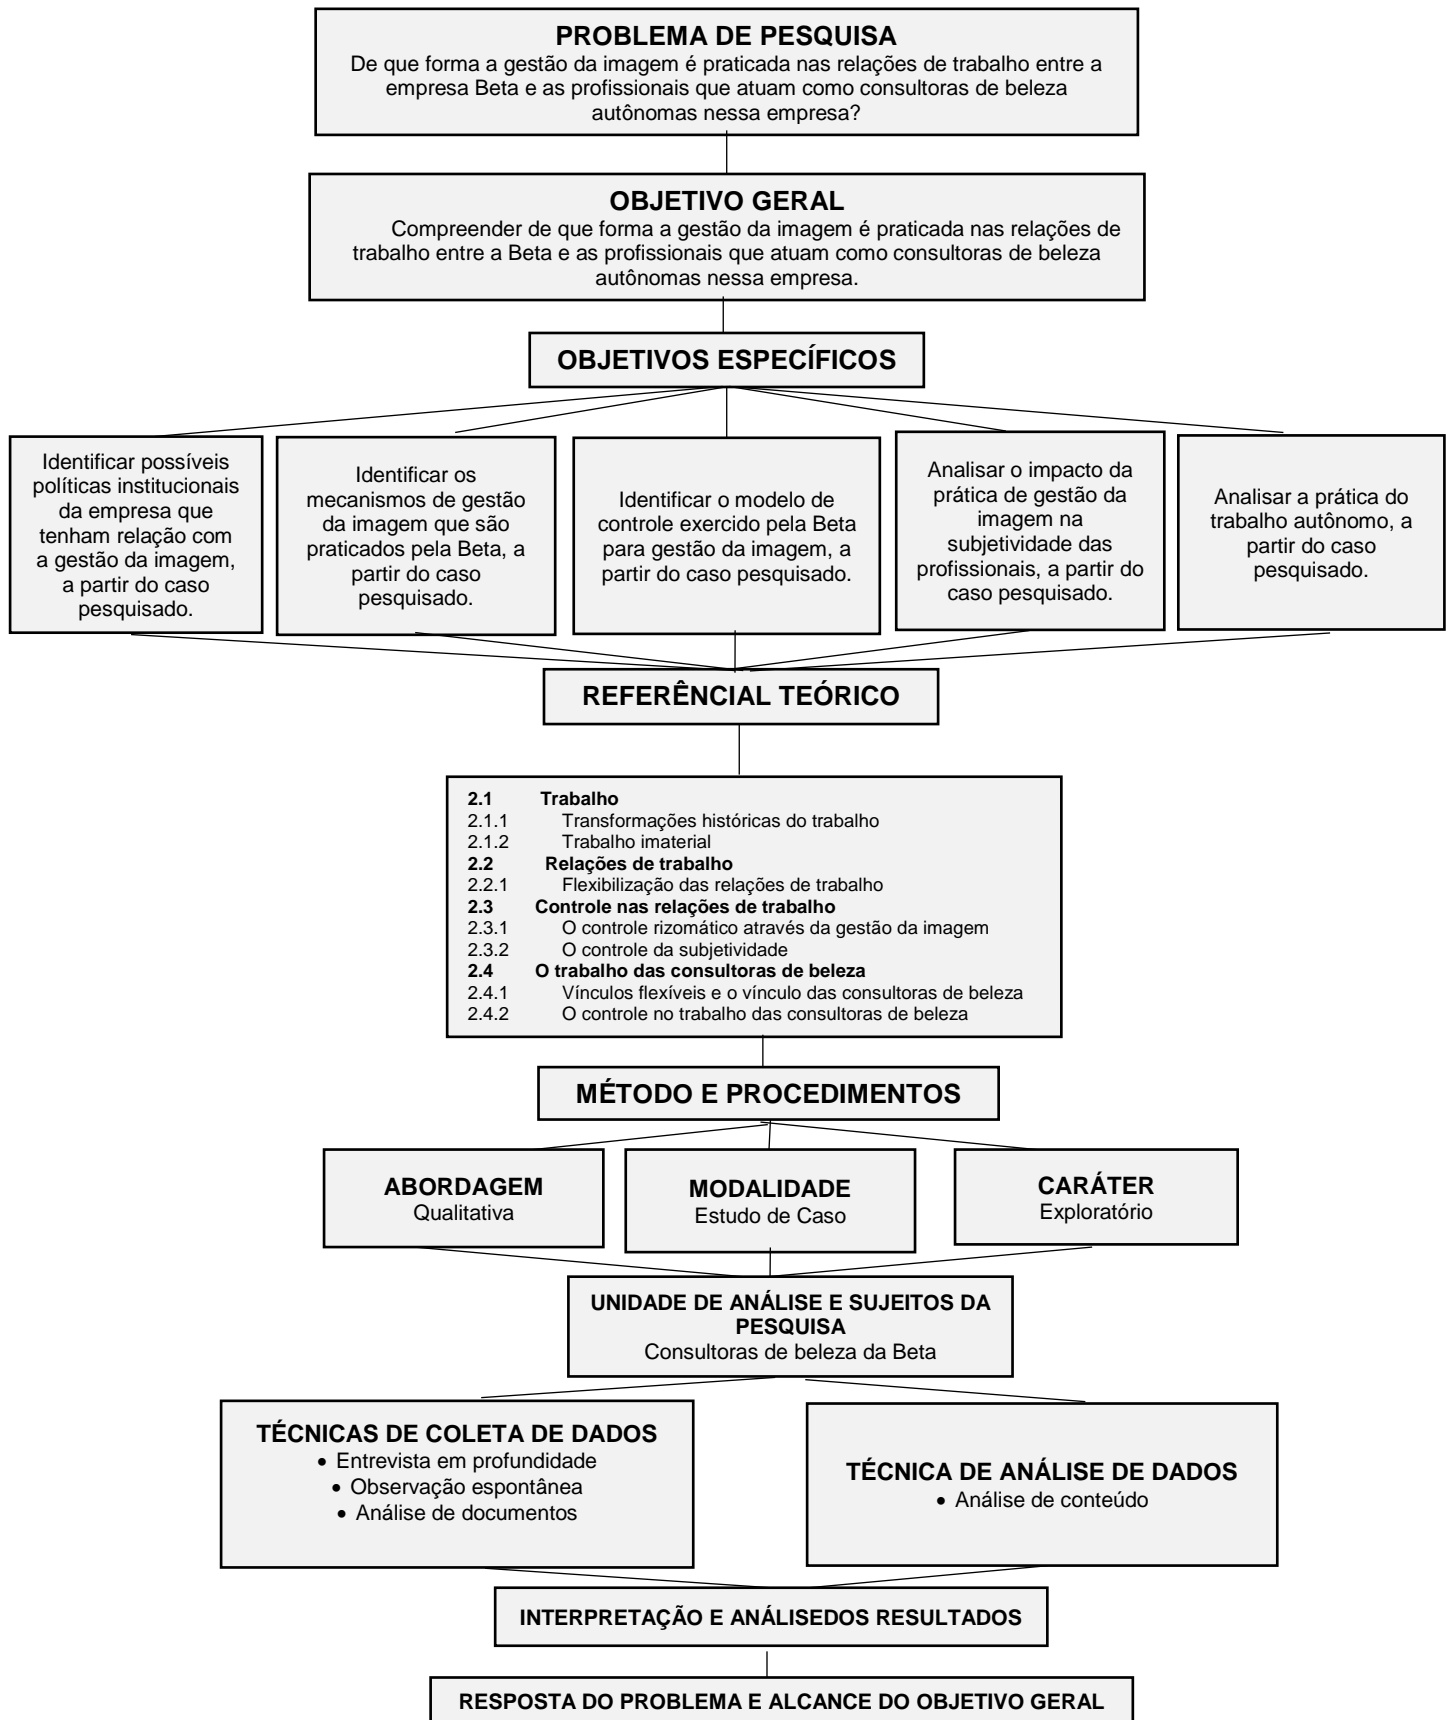 PROBLEMA DE PESQUISA
De que forma a gestão da imagem é praticada nas relações de trabalho entre a
empresa Beta e as profissionais que atuam como consultoras de beleza
autônomas nessa empresa?
OBJETIVO GERAL
Compreender de que forma a gestão da imagem é praticada nas relações de
trabalho entre a Beta e as profissionais que atuam como consultoras de beleza
autônomas nessa empresa.
OBJETIVOS ESPECÍFICOS
Identificar possíveis
políticas institucionais
da empresa que
tenham relação com
a gestão da imagem,
a partir do caso
pesquisado.
Identificar os
mecanismos de gestão
da imagem que são
praticados pela Beta, a
partir do caso
pesquisado.
Identificar o modelo de
controle exercido pela Beta
para gestão da imagem, a
partir do caso pesquisado.
Analisar o impacto da
prática de gestão da
imagem na
subjetividade das
profissionais, a partir do
caso pesquisado.
Analisar a prática do
trabalho autônomo, a
partir do caso
pesquisado.
REFERÊNCIAL TEÓRICO
2.1 Trabalho
2.1.1 Transformações históricas do trabalho
2.1.2 Trabalho imaterial
2.2 Relações de trabalho
2.2.1 Flexibilização das relações de trabalho
2.3 Controle nas relações de trabalho
2.3.1 O controle rizomático através da gestão da imagem
2.3.2 O controle da subjetividade
2.4 O trabalho das consultoras de beleza
2.4.1 Vínculos flexíveis e o vínculo das consultoras de beleza
2.4.2 O controle no trabalho das consultoras de beleza
MÉTODO E PROCEDIMENTOS
ABORDAGEM
Qualitativa
MODALIDADE
Estudo de Caso
CARÁTER
Exploratório
UNIDADE DE ANÁLISE E SUJEITOS DA
PESQUISA
Consultoras de beleza da Beta
TÉCNICAS DE COLETA DE DADOS
• Entrevista em profundidade
• Observação espontânea
• Análise de documentos
TÉCNICA DE ANÁLISE DE DADOS
• Análise de conteúdo
INTERPRETAÇÃO E ANÁLISEDOS RESULTADOS
RESPOSTA DO PROBLEMA E ALCANCE DO OBJETIVO GERAL